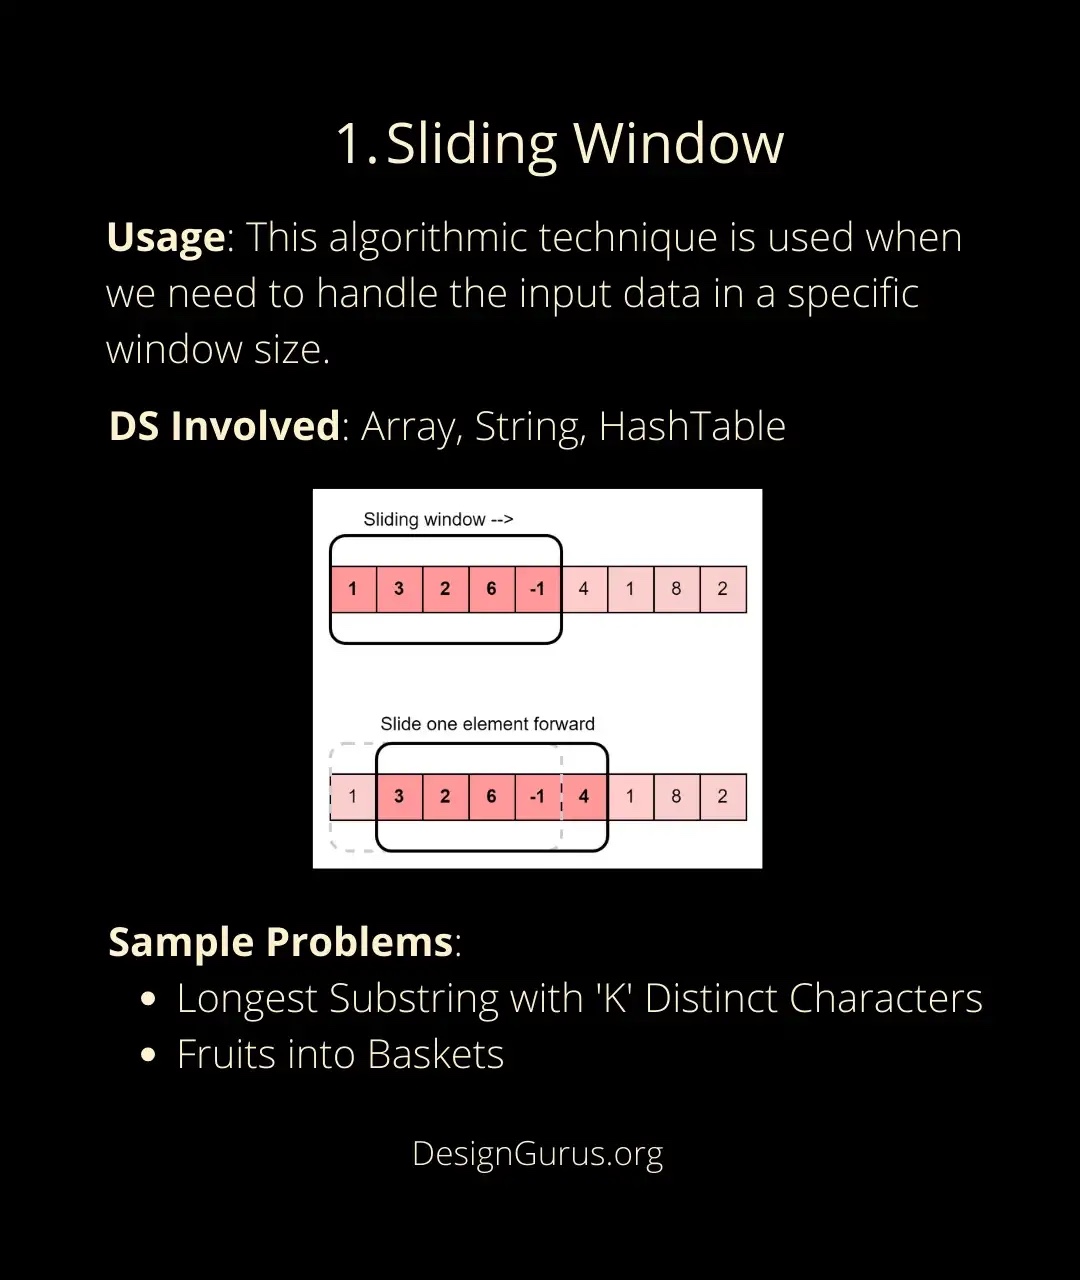 1. Sliding Window
Usage: This algorithmic technique is used when
we need to handle the input data in a specific
window size.
DS Involved: Array, String, HashTable
Sliding window -->
1 3 2 6 -1 4 1 8 2
Slide one element forward
1 3 2 6 -1 4 1 8 2
Sample Problems:
• Longest Substring with 'K' Distinct Characters
• Fruits into Baskets
DesignGurus.org